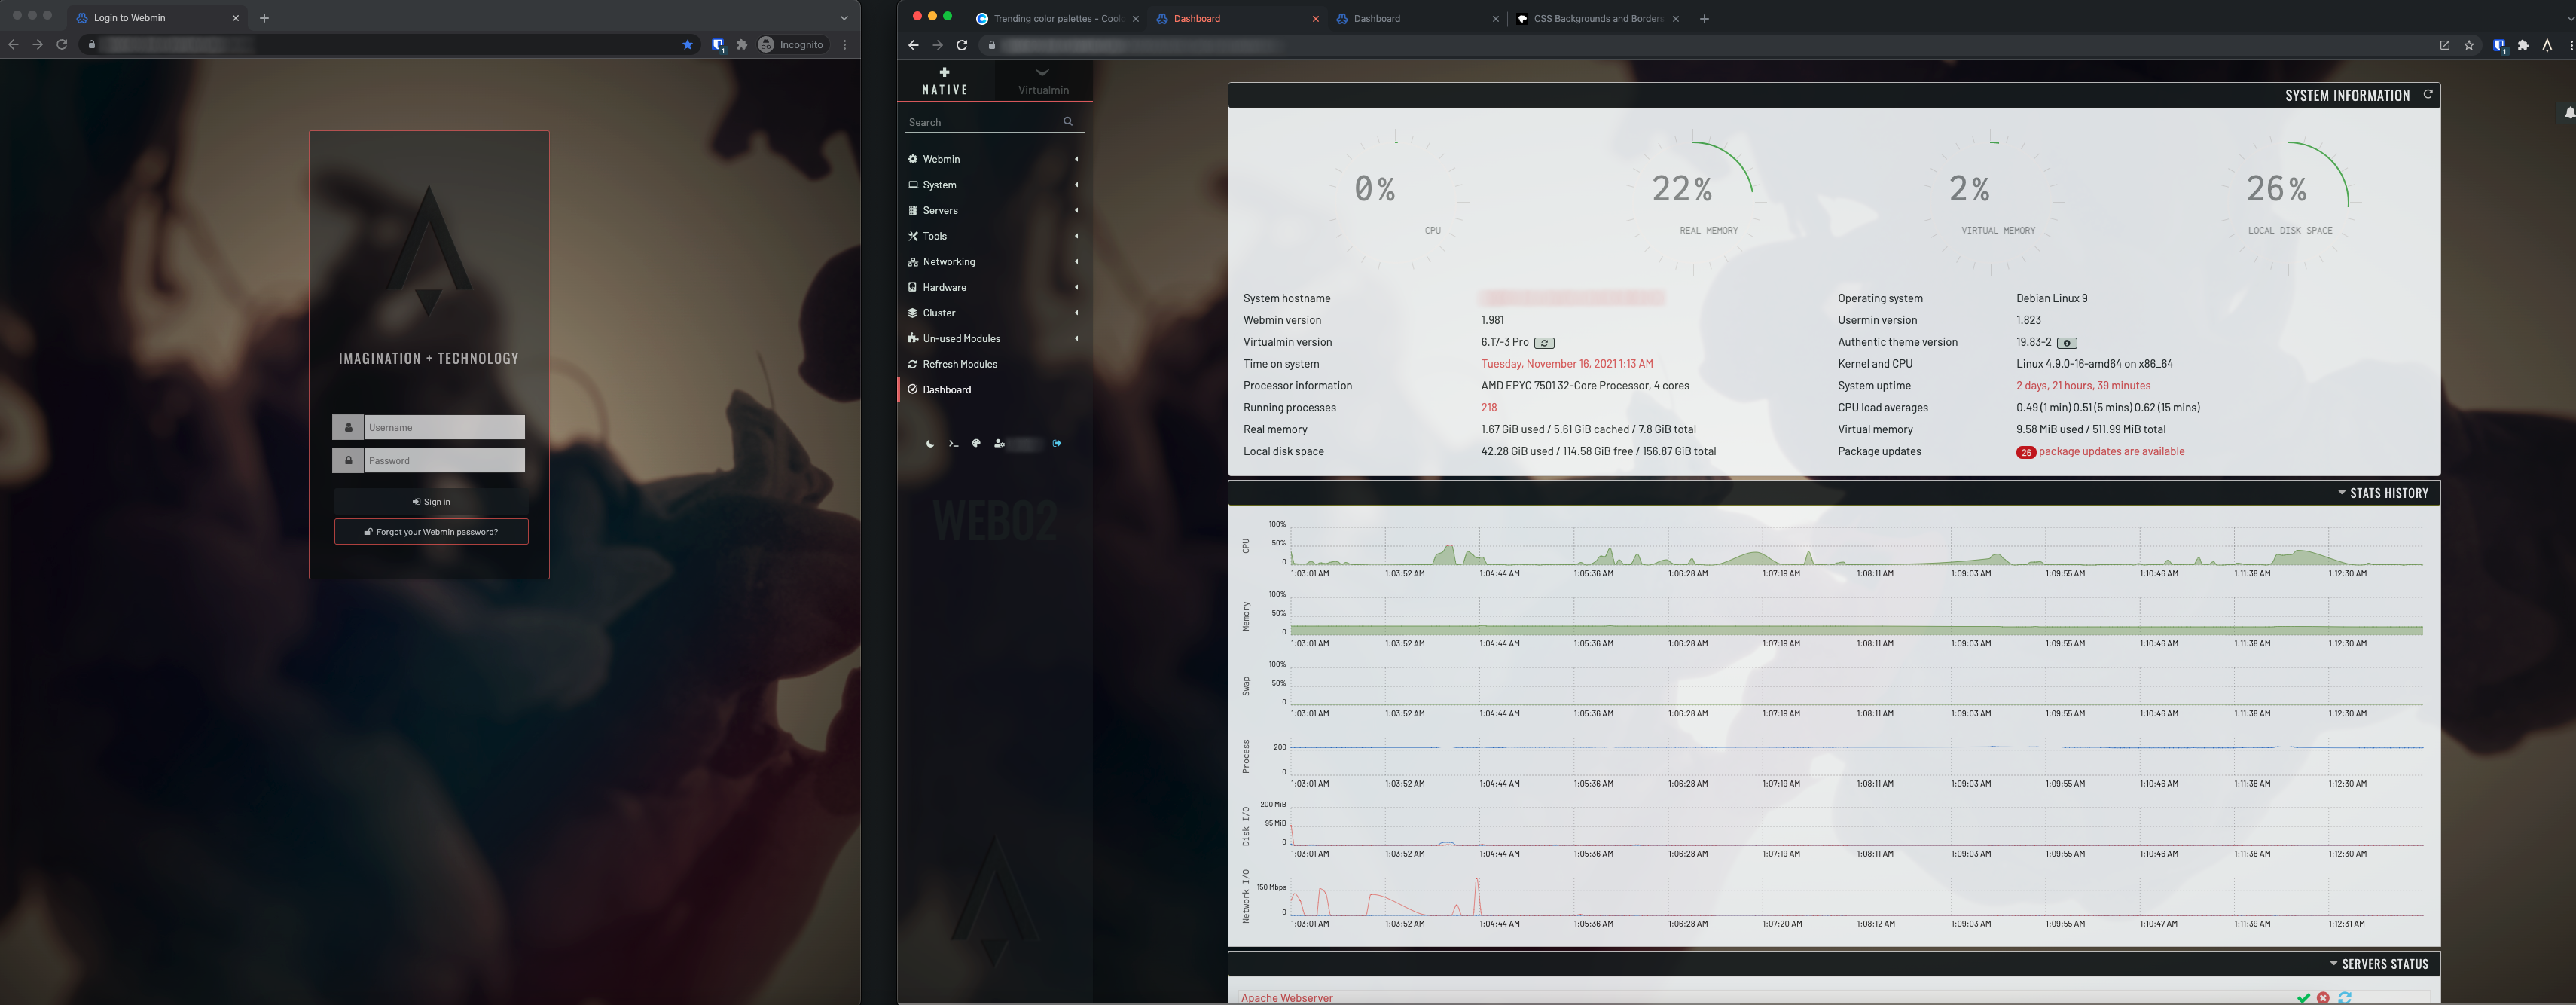 Login to Webmin
Incognito
1
IMAGINATION + TECHNOLOGY
Username
Password
Sign in
Forgot your Webmin password?
Trending color palettes - Coolo
Dashboard
Dashboard
CSS Backgrounds and Borders
1
NATIVE
Virtualmin
Search
Webmin
System
Servers
Tools
Networking
Hardware
Cluster
Un-used Modules
Refresh Modules
Dashboard
WEB02
SYSTEM INFORMATION
0%
CPU
22%
REAL MEMORY
2%
VIRTUAL MEMORY
26%
LOCAL DISK SPACE
System hostname
Operating system Debian Linux 9
Webmin version 1.981 Usermin version 1.823
Virtualmin version 6.17-3 Pro Authentic theme version 19.83-2
Time on system Tuesday, November 16, 2021 1:13 AM Kernel and CPU Linux 4.9.0-16-amd64 on x86_64
Processor information AMD EPYC 7501 32-Core Processor, 4 cores System uptime 2 days, 21 hours, 39 minutes
Running processes 218 CPU load averages 0.49 (1 min) 0.51 (5 mins) 0.62 (15 mins)
Real memory 1.67 GiB used / 5.61 GiB cached / 7.8 GiB total Virtual memory 9.58 MiB used / 511.99 MiB total
Local disk space 42.28 GiB used / 114.58 GiB free / 156.87 GiB total Package updates 26 package updates are available
STATS HISTORY
CPU
100%
50%
0
1:03:01 AM 1:03:52 AM 1:04:44 AM 1:05:36 AM 1:06:28 AM 1:07:19 AM 1:08:11 AM 1:09:03 AM 1:09:55 AM 1:10:46 AM 1:11:38 AM 1:12:30 AM
Memory
100%
50%
0
1:03:01 AM 1:03:52 AM 1:04:44 AM 1:05:36 AM 1:06:28 AM 1:07:19 AM 1:08:11 AM 1:09:03 AM 1:09:55 AM 1:10:46 AM 1:11:38 AM 1:12:30 AM
Swap
100%
50%
0
1:03:01 AM 1:03:52 AM 1:04:44 AM 1:05:36 AM 1:06:28 AM 1:07:19 AM 1:08:11 AM 1:09:03 AM 1:09:55 AM 1:10:46 AM 1:11:38 AM 1:12:30 AM
Process
200
0
1:03:01 AM 1:03:52 AM 1:04:44 AM 1:05:36 AM 1:06:28 AM 1:07:19 AM 1:08:11 AM 1:09:03 AM 1:09:55 AM 1:10:46 AM 1:11:38 AM 1:12:30 AM
Disk I/O
200 MiB
95 MiB
0
1:03:01 AM 1:03:52 AM 1:04:44 AM 1:05:36 AM 1:06:28 AM 1:07:19 AM 1:08:11 AM 1:09:03 AM 1:09:55 AM 1:10:46 AM 1:11:38 AM 1:12:30 AM
Network I/O
150 Mbps
0
1:03:01 AM 1:03:52 AM 1:04:44 AM 1:05:36 AM 1:06:28 AM 1:07:20 AM 1:08:12 AM 1:09:03 AM 1:09:55 AM 1:10:47 AM 1:11:39 AM 1:12:31 AM
SERVERS STATUS
Apache Webserver